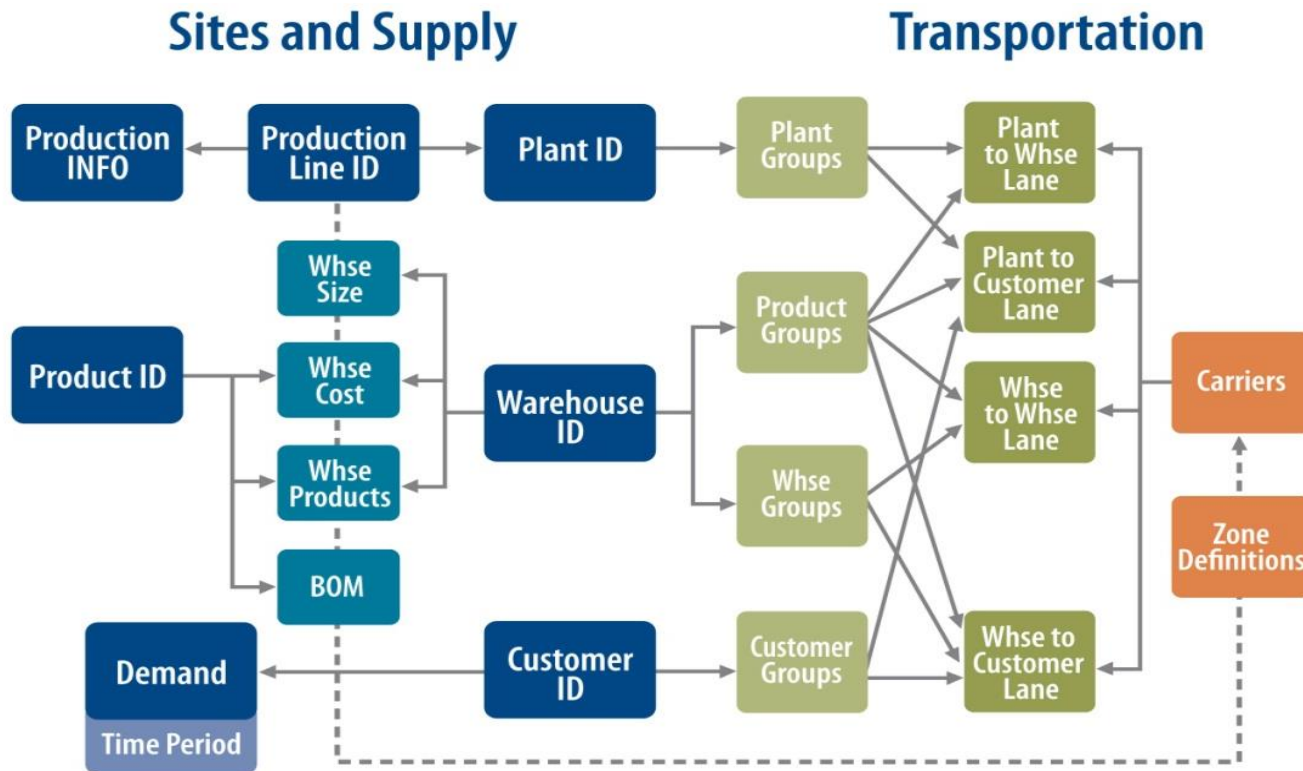 Sites and Supply
Transportation
Production
INFO
Production
Line ID
Plant ID
Plant
Groups
Plant
to Whse
Lane
Whse
Size
Plant to
Customer
Lane
Product ID
Whse
Cost
Warehouse
ID
Product
Groups
Whse
to Whse
Lane
Carriers
Whse
Products
Whse
Groups
Zone
Definitions
BOM
Demand
Time Period
Customer
ID
Customer
Groups
Whse to
Customer
Lane